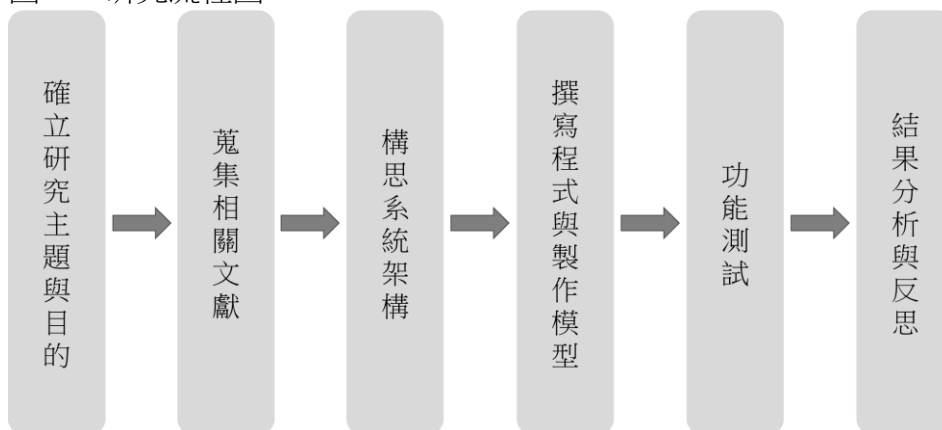 確立研究主題與目的
蒐集相關文獻
構思系統架構
撰寫程式與製作模型
功能測試
結果分析與反思